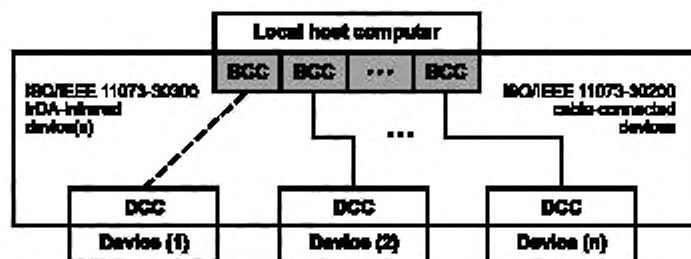 Local host computer
BCC BCC ... BCC
ISO/IEEE 11073-30300
IrDA-infrared
device(s)
ISO/IEEE 11073-30200
cable-connected
devices
...
DCC DCC DCC
Device (1) Device (2) Device (n)